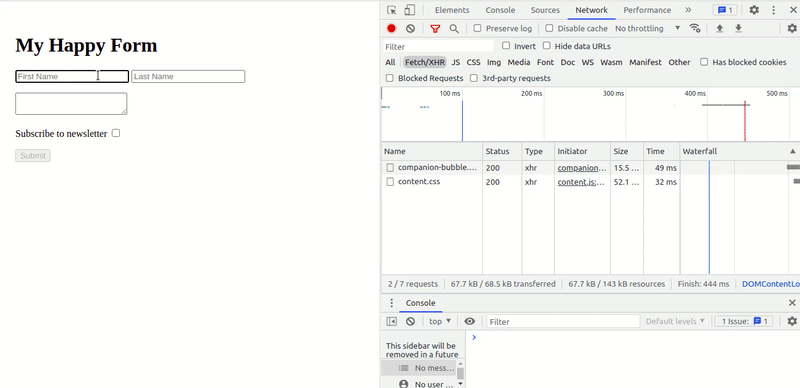 My Happy Form
First Name Last Name
Subscribe to newsletter
Submit
Elements Console Sources Network Performance » 1
Preserve log Disable cache No throttling
Filter Invert Hide data URLs
All Fetch/XHR JS CSS Img Media Font Doc WS Wasm Manifest Other Has blocked cookies
Blocked Requests 3rd-party requests
100 ms 200 ms 300 ms 400 ms 500 ms
Name Status Type Initiator Size Time Waterfall
companion-bubble.… 200 xhr companion… 15.5 … 49 ms
content.css 200 xhr content.js: 52.1 … 32 ms
2 / 7 requests 67.7 kB / 68.5 kB transferred 67.7 kB / 143 kB resources Finish: 444 ms DOMContentLo
Console
top Filter Default levels 1 Issue: 1
This sidebar will be
removed in a future
No mess…
No user …